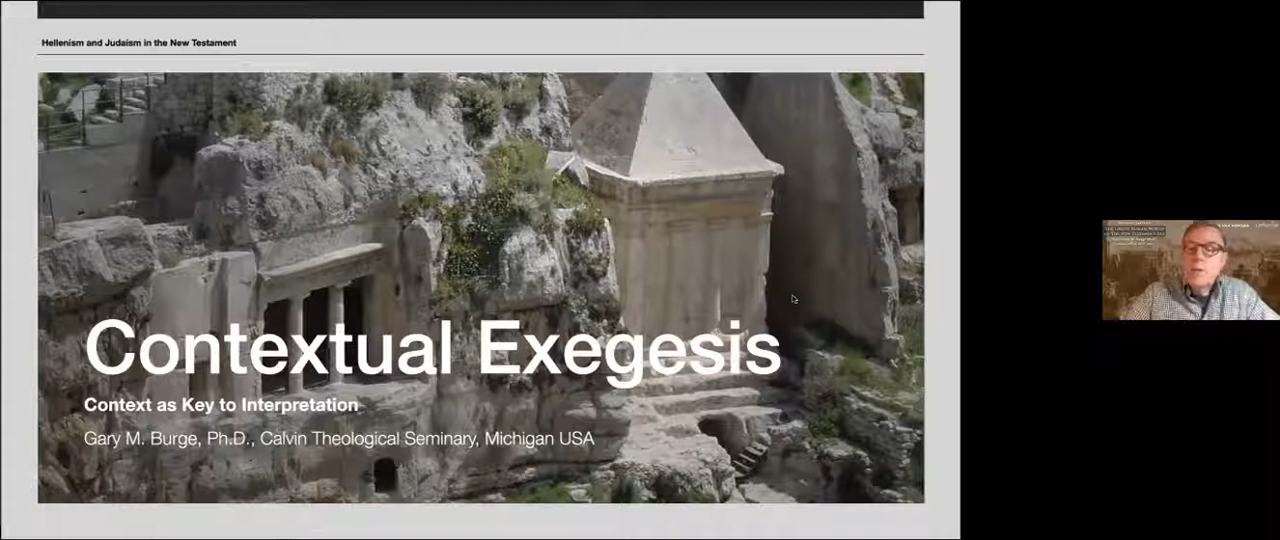 Hellenism and Judaism in the New Testament
Contextual Exegesis
Context as Key to Interpretation
Gary M. Burge, Ph.D., Calvin Theological Seminary, Michigan USA